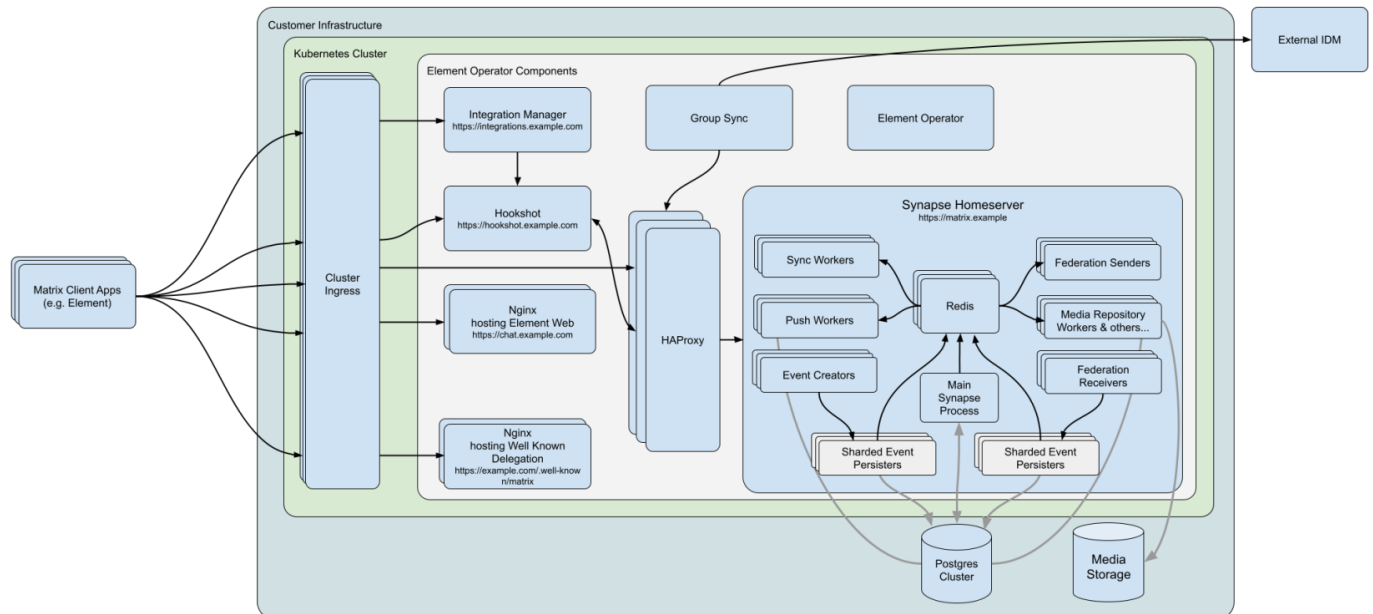 Customer Infrastructure
External IDM
Kubernetes Cluster
Element Operator Components
Integration Manager
https://integrations.example.com
Group Sync
Element Operator
Hookshot
https://hookshot.example.com
Synapse Homeserver
https://matrix.example
Matrix Client Apps
(e.g. Element)
Cluster
Ingress
Nginx
hosting Element Web
https://chat.example.com
HAProxy
Sync Workers
Redis
Federation Senders
Push Workers
Media Repository
Workers & others...
Event Creators
Main
Synapse
Process
Federation
Receivers
Nginx
hosting Well Known
Delegation
https://example.com/.well-know
n/matrix
Sharded Event
Persisters
Sharded Event
Persisters
Postgres
Cluster
Media
Storage